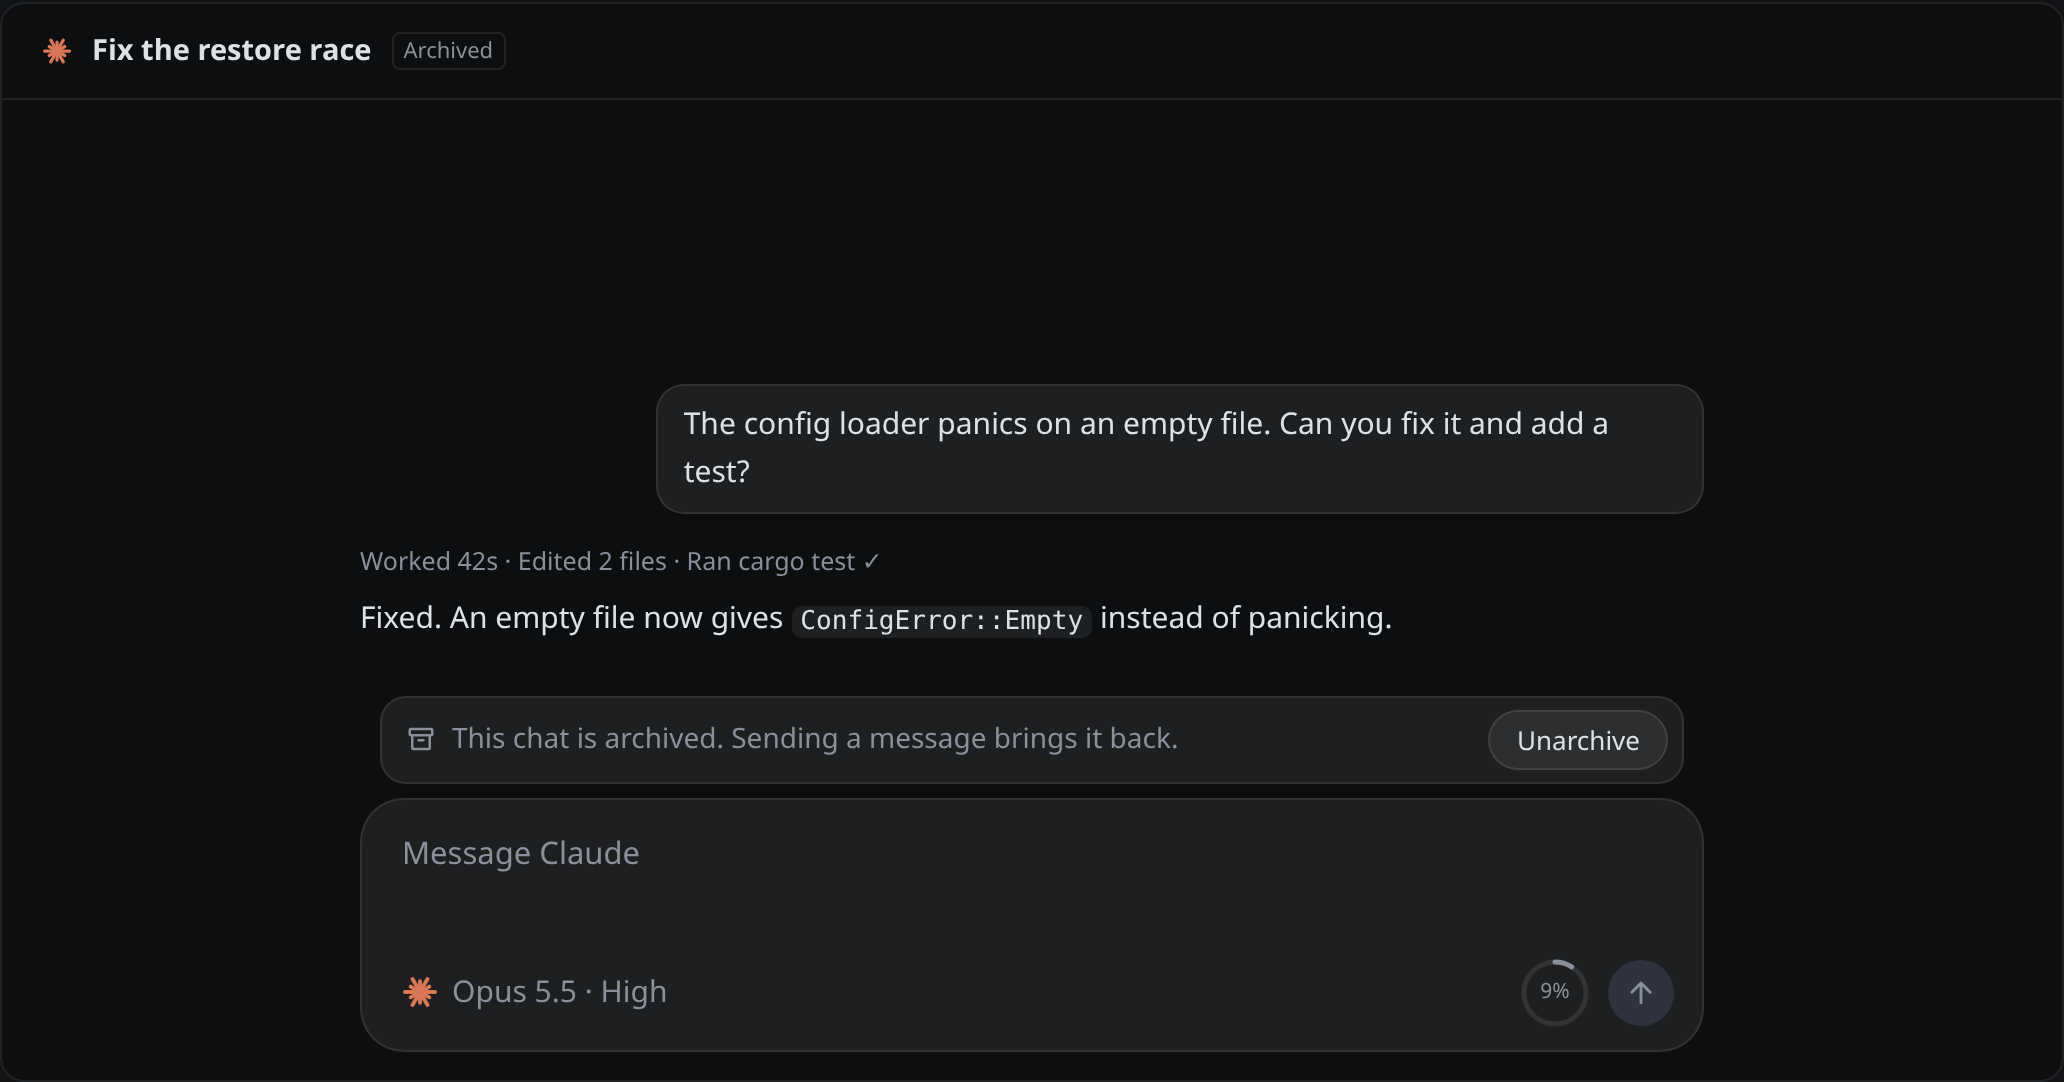 Fix the restore race
Archived
The config loader panics on an empty file. Can you fix it and add a
test?
Worked 42s · Edited 2 files · Ran cargo test ✓
Fixed. An empty file now gives ConfigError::Empty instead of panicking.
This chat is archived. Sending a message brings it back.
Unarchive
Message Claude
Opus 5.5 · High
9%